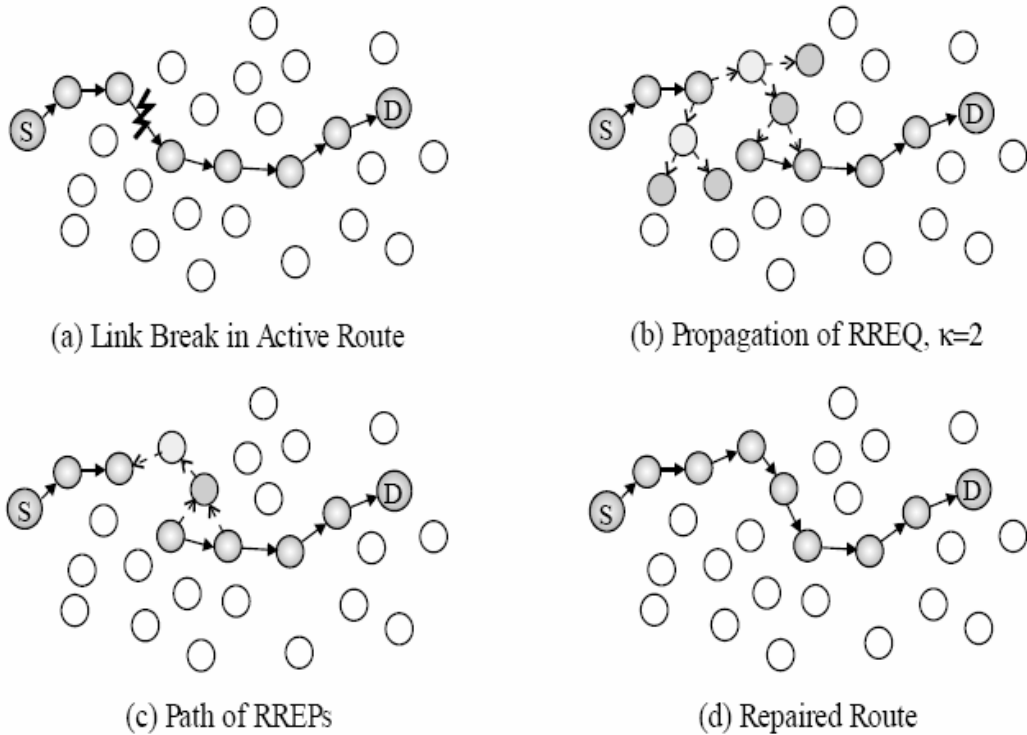 S
D
S
D
(a) Link Break in Active Route
(b) Propagation of RREQ, κ=2
S
D
S
D
(c) Path of RREPs
(d) Repaired Route